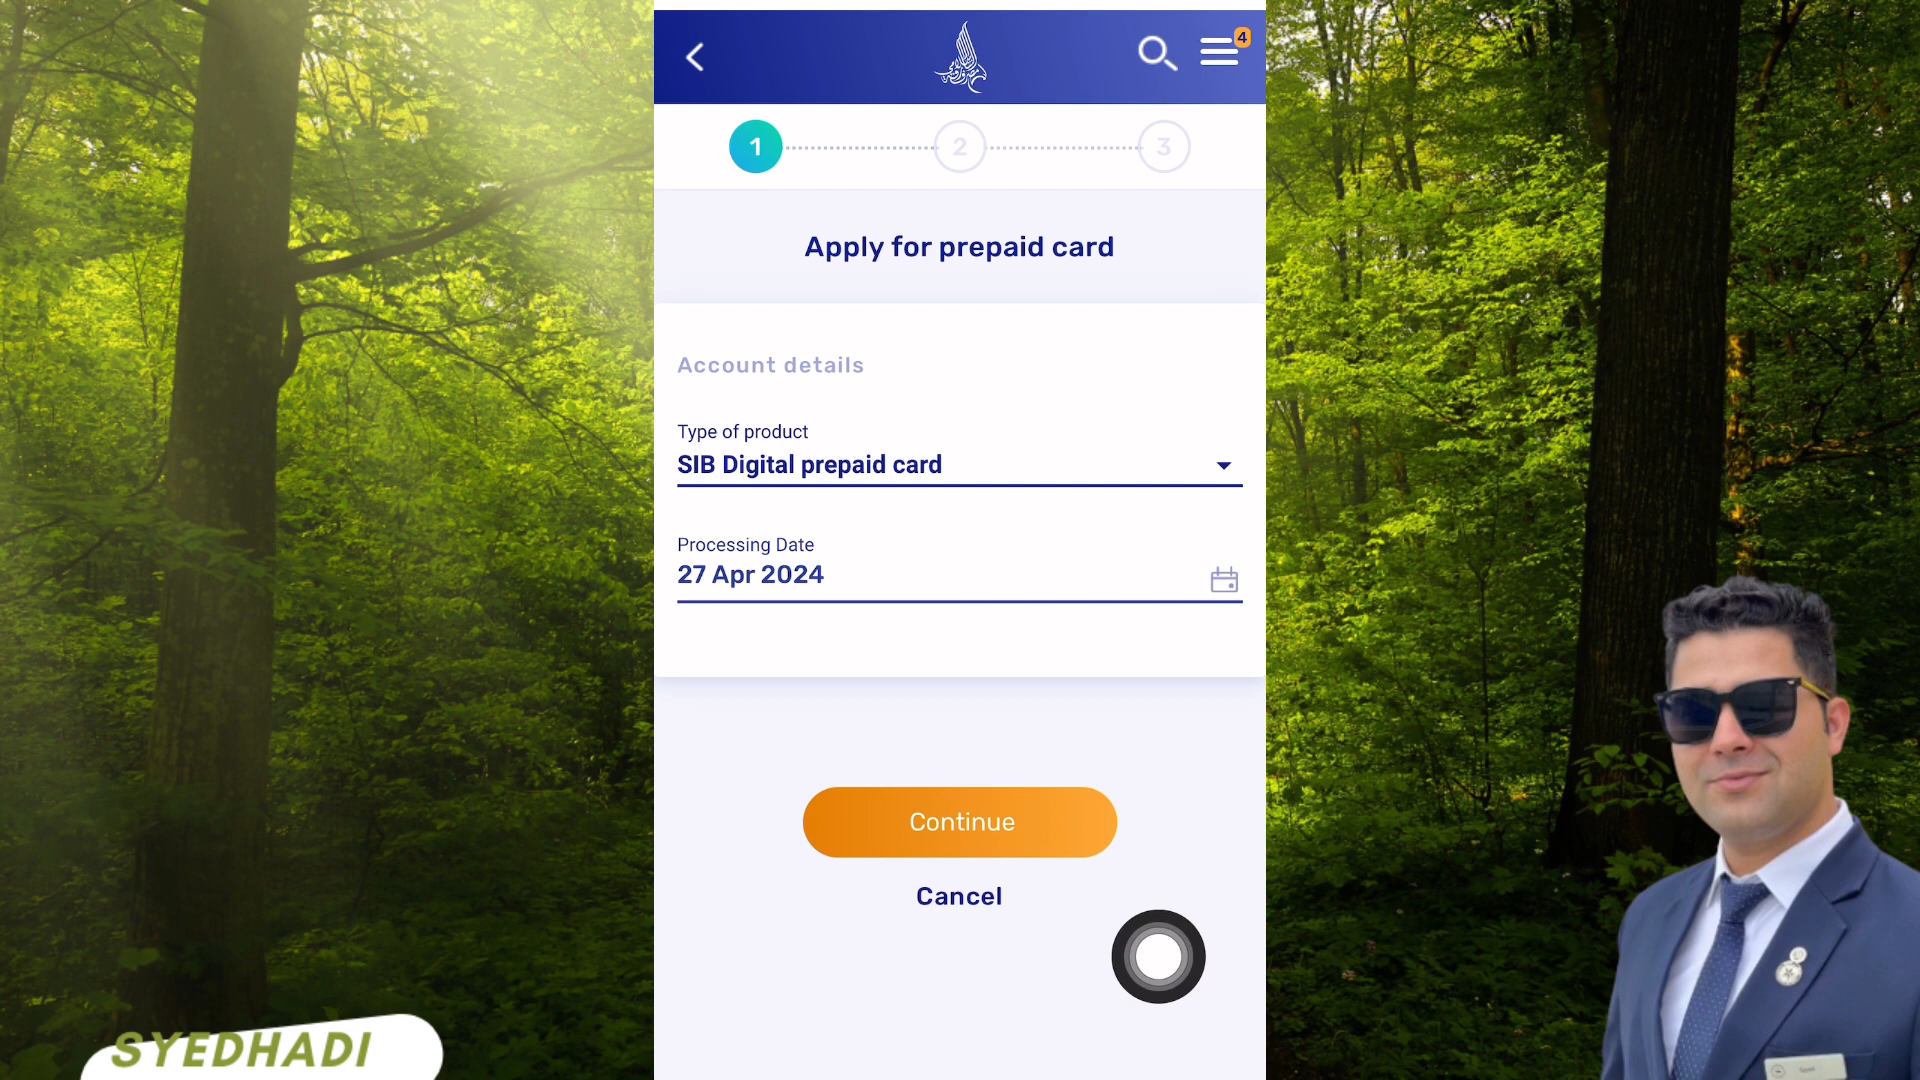 4
1 2 3
Apply for prepaid card
Account details
Type of product
SIB Digital prepaid card
Processing Date
27 Apr 2024
Continue
Cancel
SYEDHADI